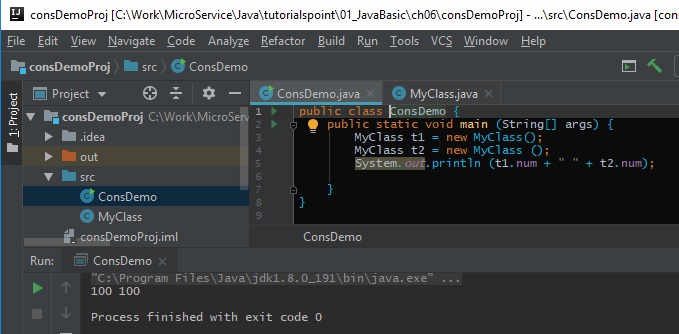 consDemoProj [C:\Work\MicroService\Java\tutorialspoint\01_JavaBasic\ch06\consDemoProj] - ...\src\ConsDemo.java [cons
File Edit View Navigate Code Analyze Refactor Build Run Tools VCS Window Help
consDemoProj src ConsDemo
1: Project
Project
ConsDemo.java MyClass.java
consDemoProj C:\Work\MicroServ
.idea
out
src
ConsDemo
MyClass
consDemoProj.iml
1 public class ConsDemo {
2 public static void main (String[] args) {
3 MyClass t1 = new MyClass();
4 MyClass t2 = new MyClass ();
5 System.out.println (t1.num + " " + t2.num);
6
7 }
8 }
9
ConsDemo
Run: ConsDemo
"C:\Program Files\Java\jdk1.8.0_191\bin\java.exe" ...
100 100
Process finished with exit code 0